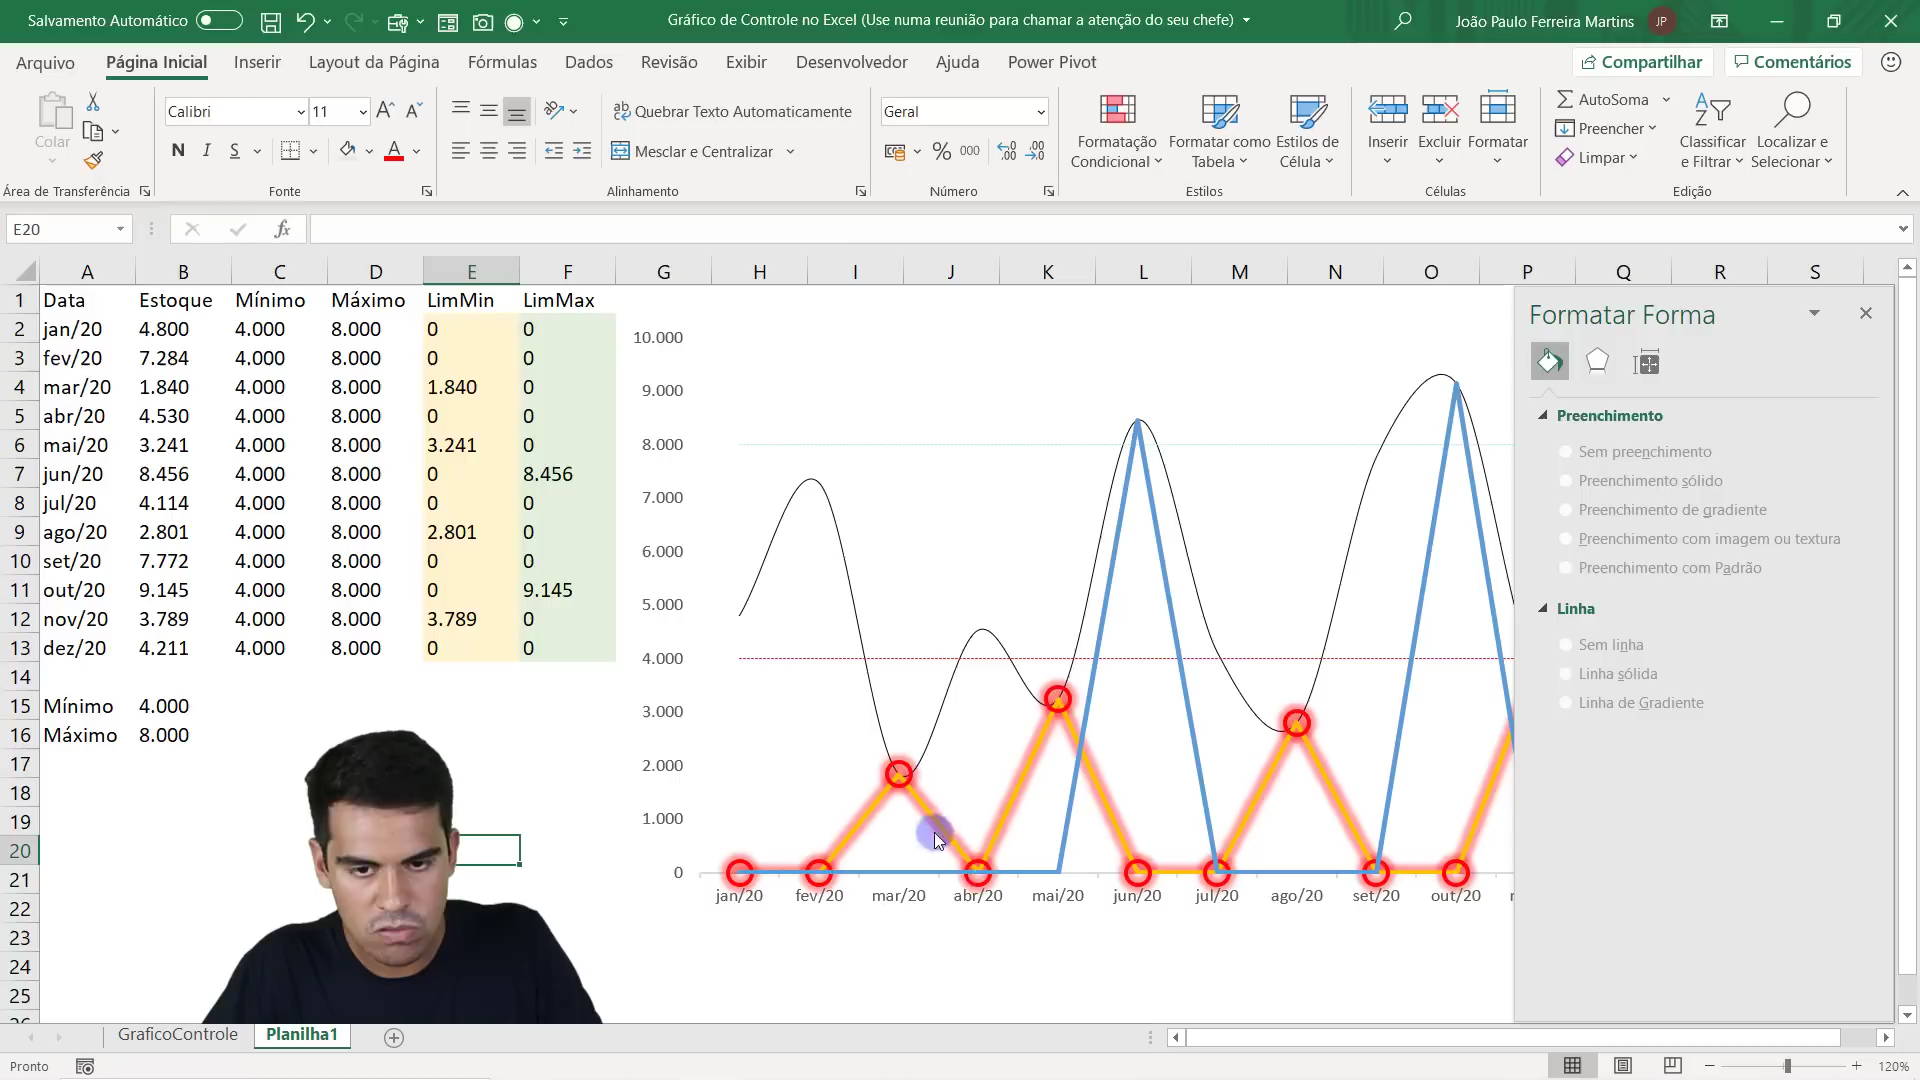 Salvamento Automático
Gráfico de Controle no Excel (Use numa reunião para chamar a atenção do seu chefe)
João Paulo Ferreira Martins
JP
Arquivo
Página Inicial
Inserir
Layout da Página
Fórmulas
Dados
Revisão
Exibir
Desenvolvedor
Ajuda
Power Pivot
Compartilhar
Comentários
Colar
Área de Transferência
Calibri
11
N
I
S
Fonte
Quebrar Texto Automaticamente
Mesclar e Centralizar
Alinhamento
Geral
% 000
Número
Formatação
Condicional
Formatar como
Tabela
Estilos de
Célula
Estilos
Inserir
Excluir
Formatar
Células
AutoSoma
Preencher
Limpar
Classificar
e Filtrar
Localizar e
Selecionar
Edição
E20
fx
A B C D E F G H I J K L M N O P Q R S
1 Data Estoque Mínimo Máximo LimMin LimMax
2 jan/20 4.800 4.000 8.000 0 0
3 fev/20 7.284 4.000 8.000 0 0
4 mar/20 1.840 4.000 8.000 1.840 0
5 abr/20 4.530 4.000 8.000 0 0
6 mai/20 3.241 4.000 8.000 3.241 0
7 jun/20 8.456 4.000 8.000 0 8.456
8 jul/20 4.114 4.000 8.000 0 0
9 ago/20 2.801 4.000 8.000 2.801 0
10 set/20 7.772 4.000 8.000 0 0
11 out/20 9.145 4.000 8.000 0 9.145
12 nov/20 3.789 4.000 8.000 3.789 0
13 dez/20 4.211 4.000 8.000 0 0
14
15 Mínimo 4.000
16 Máximo 8.000
17
18
19
20
21
22
23
24
25
10.000
9.000
8.000
7.000
6.000
5.000
4.000
3.000
2.000
1.000
0
jan/20 fev/20 mar/20 abr/20 mai/20 jun/20 jul/20 ago/20 set/20 out/20
Formatar Forma
Preenchimento
Sem preenchimento
Preenchimento sólido
Preenchimento de gradiente
Preenchimento com imagem ou textura
Preenchimento com Padrão
Linha
Sem linha
Linha sólida
Linha de Gradiente
GraficoControle
Planilha1
Pronto
120%